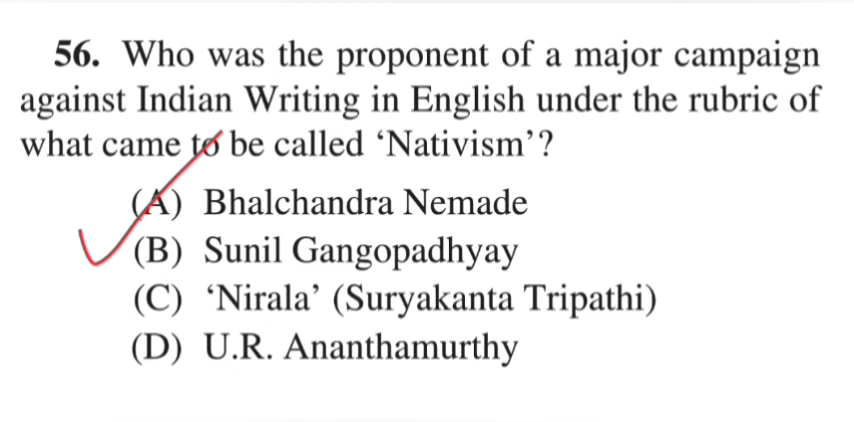 56. Who was the proponent of a major campaign
against Indian Writing in English under the rubric of
what came to be called ‘Nativism’?
(A) Bhalchandra Nemade
(B) Sunil Gangopadhyay
(C) ‘Nirala’ (Suryakanta Tripathi)
(D) U.R. Ananthamurthy